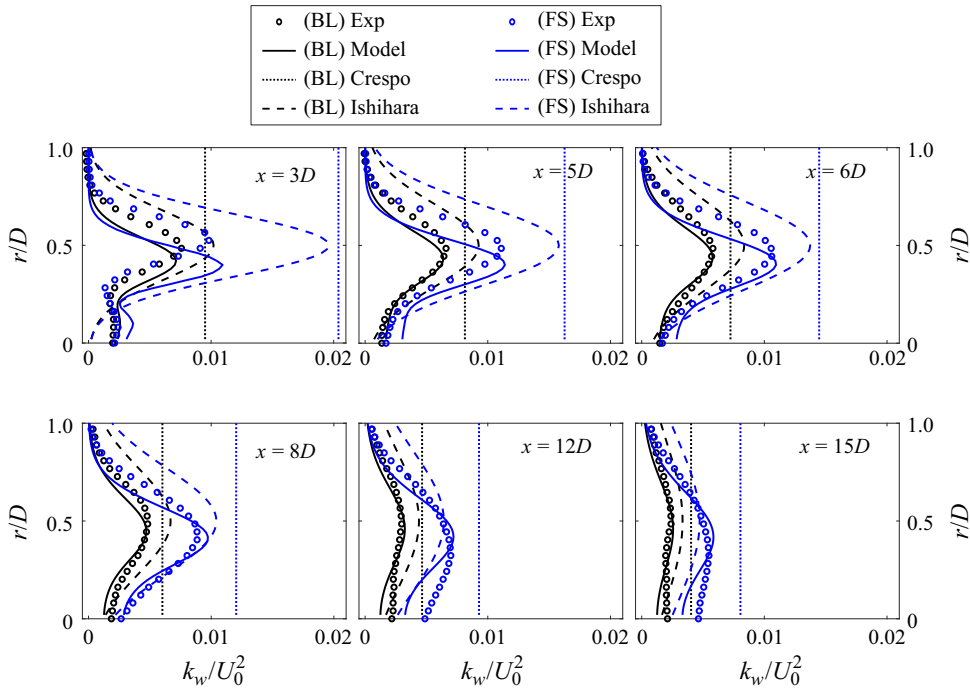 (BL) Exp (FS) Exp
(BL) Model (FS) Model
(BL) Crespo (FS) Crespo
(BL) Ishihara (FS) Ishihara
1.0 1.0
x = 3D x = 5D x = 6D
r/D 0.5 0.5 r/D
0 0
0 0.01 0.02 0 0.01 0.02 0 0.01 0.02
1.0 1.0
x = 8D x = 12D x = 15D
r/D 0.5 0.5 r/D
0 0
0 0.01 0.02 0 0.01 0.02 0 0.01 0.02
k_w/U_0^2 k_w/U_0^2 k_w/U_0^2